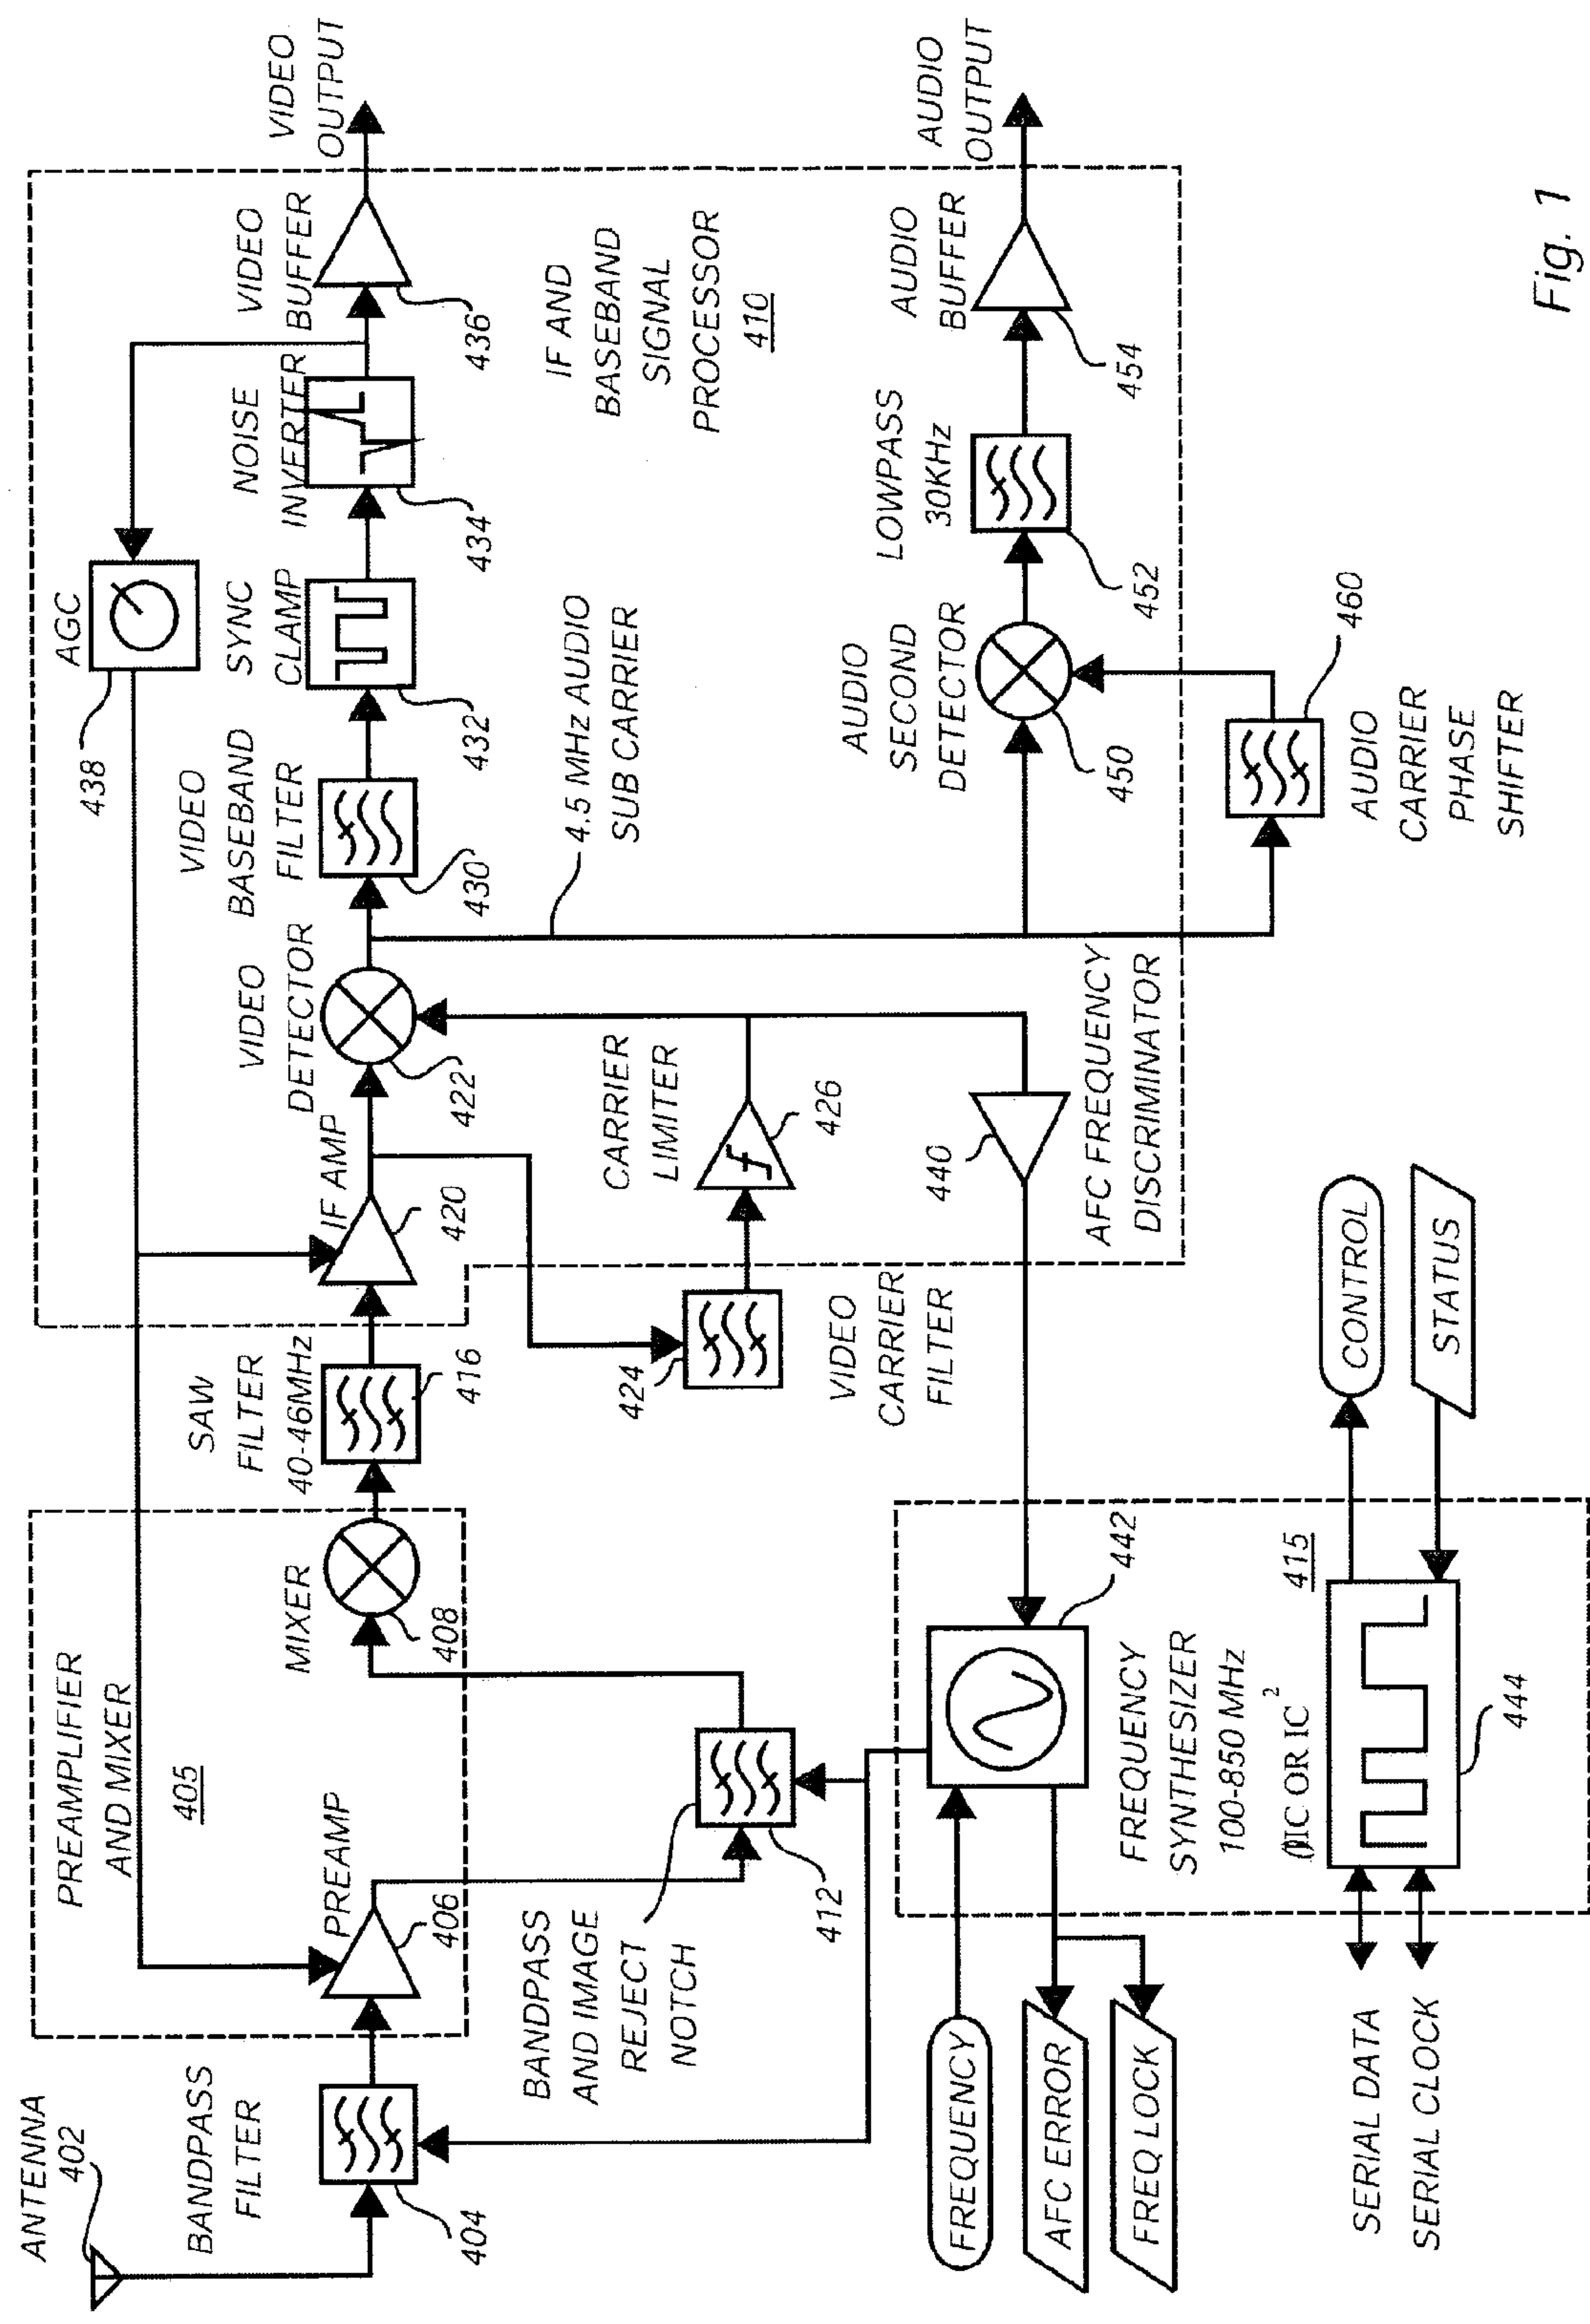 ANTENNA
402
BANDPASS
FILTER
404
PREAMPLIFIER
AND MIXER
405
PREAMP
406
MIXER
408
BANDPASS
AND IMAGE
REJECT
NOTCH
412
SAW
FILTER
40-46MHz
416
AGC
438
IF AMP
420
VIDEO
DETECTOR
422
VIDEO
BASEBAND
FILTER
430
SYNC
CLAMP
432
NOISE
INVERTER
434
VIDEO
BUFFER
436
VIDEO
OUTPUT
IF AND
BASEBAND
SIGNAL
PROCESSOR
410
424
VIDEO
CARRIER
FILTER
CARRIER
LIMITER
426
4.5 MHz AUDIO
SUB CARRIER
AUDIO
SECOND
DETECTOR
450
LOWPASS
30KHz
452
AUDIO
BUFFER
454
AUDIO
OUTPUT
460
AUDIO
CARRIER
PHASE
SHIFTER
440
AFC FREQUENCY
DISCRIMINATOR
442
FREQUENCY
SYNTHESIZER
100-850 MHz
IC OR IC 2
415
444
FREQUENCY
AFC ERROR
FREQ LOCK
CONTROL
STATUS
SERIAL DATA
SERIAL CLOCK
Fig. 1